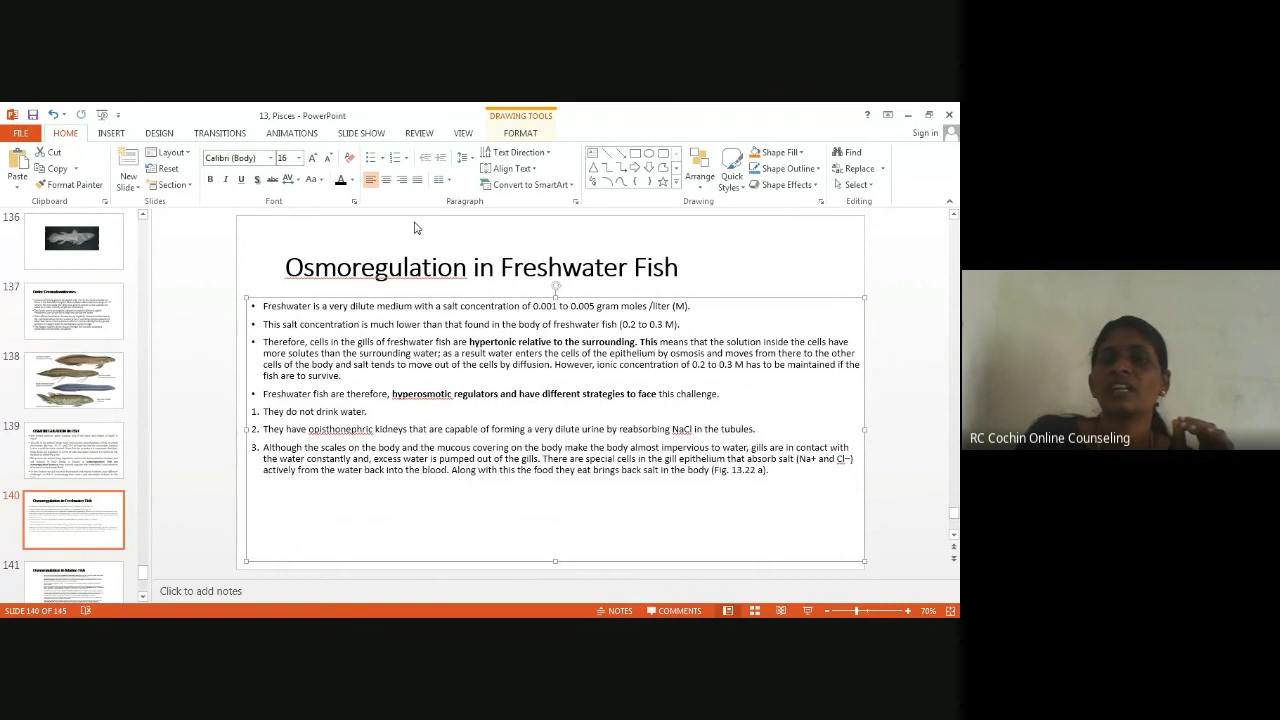 13, Pisces - PowerPoint
DRAWING TOOLS
FILE HOME INSERT DESIGN TRANSITIONS ANIMATIONS SLIDE SHOW REVIEW VIEW FORMAT
Sign in
Paste
Cut
Copy
Format Painter
Clipboard
New Slide
Layout
Reset
Section
Slides
Calibri (Body) 16
Font
Text Direction
Align Text
Convert to SmartArt
Paragraph
Arrange
Quick Styles
Shape Fill
Shape Outline
Shape Effects
Drawing
Find
Replace
Select
Editing
136
137
138
139
OSMOREGULATION IN FISH
140
Osmoregulation in Freshwater Fish
141
Osmoregulation in Marine Fish
Osmoregulation in Freshwater Fish
• Freshwater is a very dilute medium with a salt concentration of 0.001 to 0.005 gram moles /liter (M).
• This salt concentration is much lower than that found in the body of freshwater fish (0.2 to 0.3 M).
• Therefore, cells in the gills of freshwater fish are hypertonic relative to the surrounding. This means that the solution inside the cells have
more solutes than the surrounding water; as a result water enters the cells of the epithelium by osmosis and moves from there to the other
cells of the body and salt tends to move out of the cells by diffusion. However, ionic concentration of 0.2 to 0.3 M has to be maintained if the
fish are to survive.
• Freshwater fish are therefore, hyperosmotic regulators and have different strategies to face this challenge.
1. They do not drink water.
2. They have opisthonephric kidneys that are capable of forming a very dilute urine by reabsorbing NaCl in the tubules.
3. Although the scales on the body and the mucous covering the body make the body almost impervious to water, gills are in contact with
the water constantly and, excess water is pumped out by the gills. There are special cells in the gill epithelium that absorb salt (Na+ and Cl−)
actively from the water back into the blood. Also salt in the food they eat brings back salt in the body (Fig. 13.22 a).
Click to add notes
SLIDE 140 OF 145
NOTES
COMMENTS
70%
RC Cochin Online Counseling